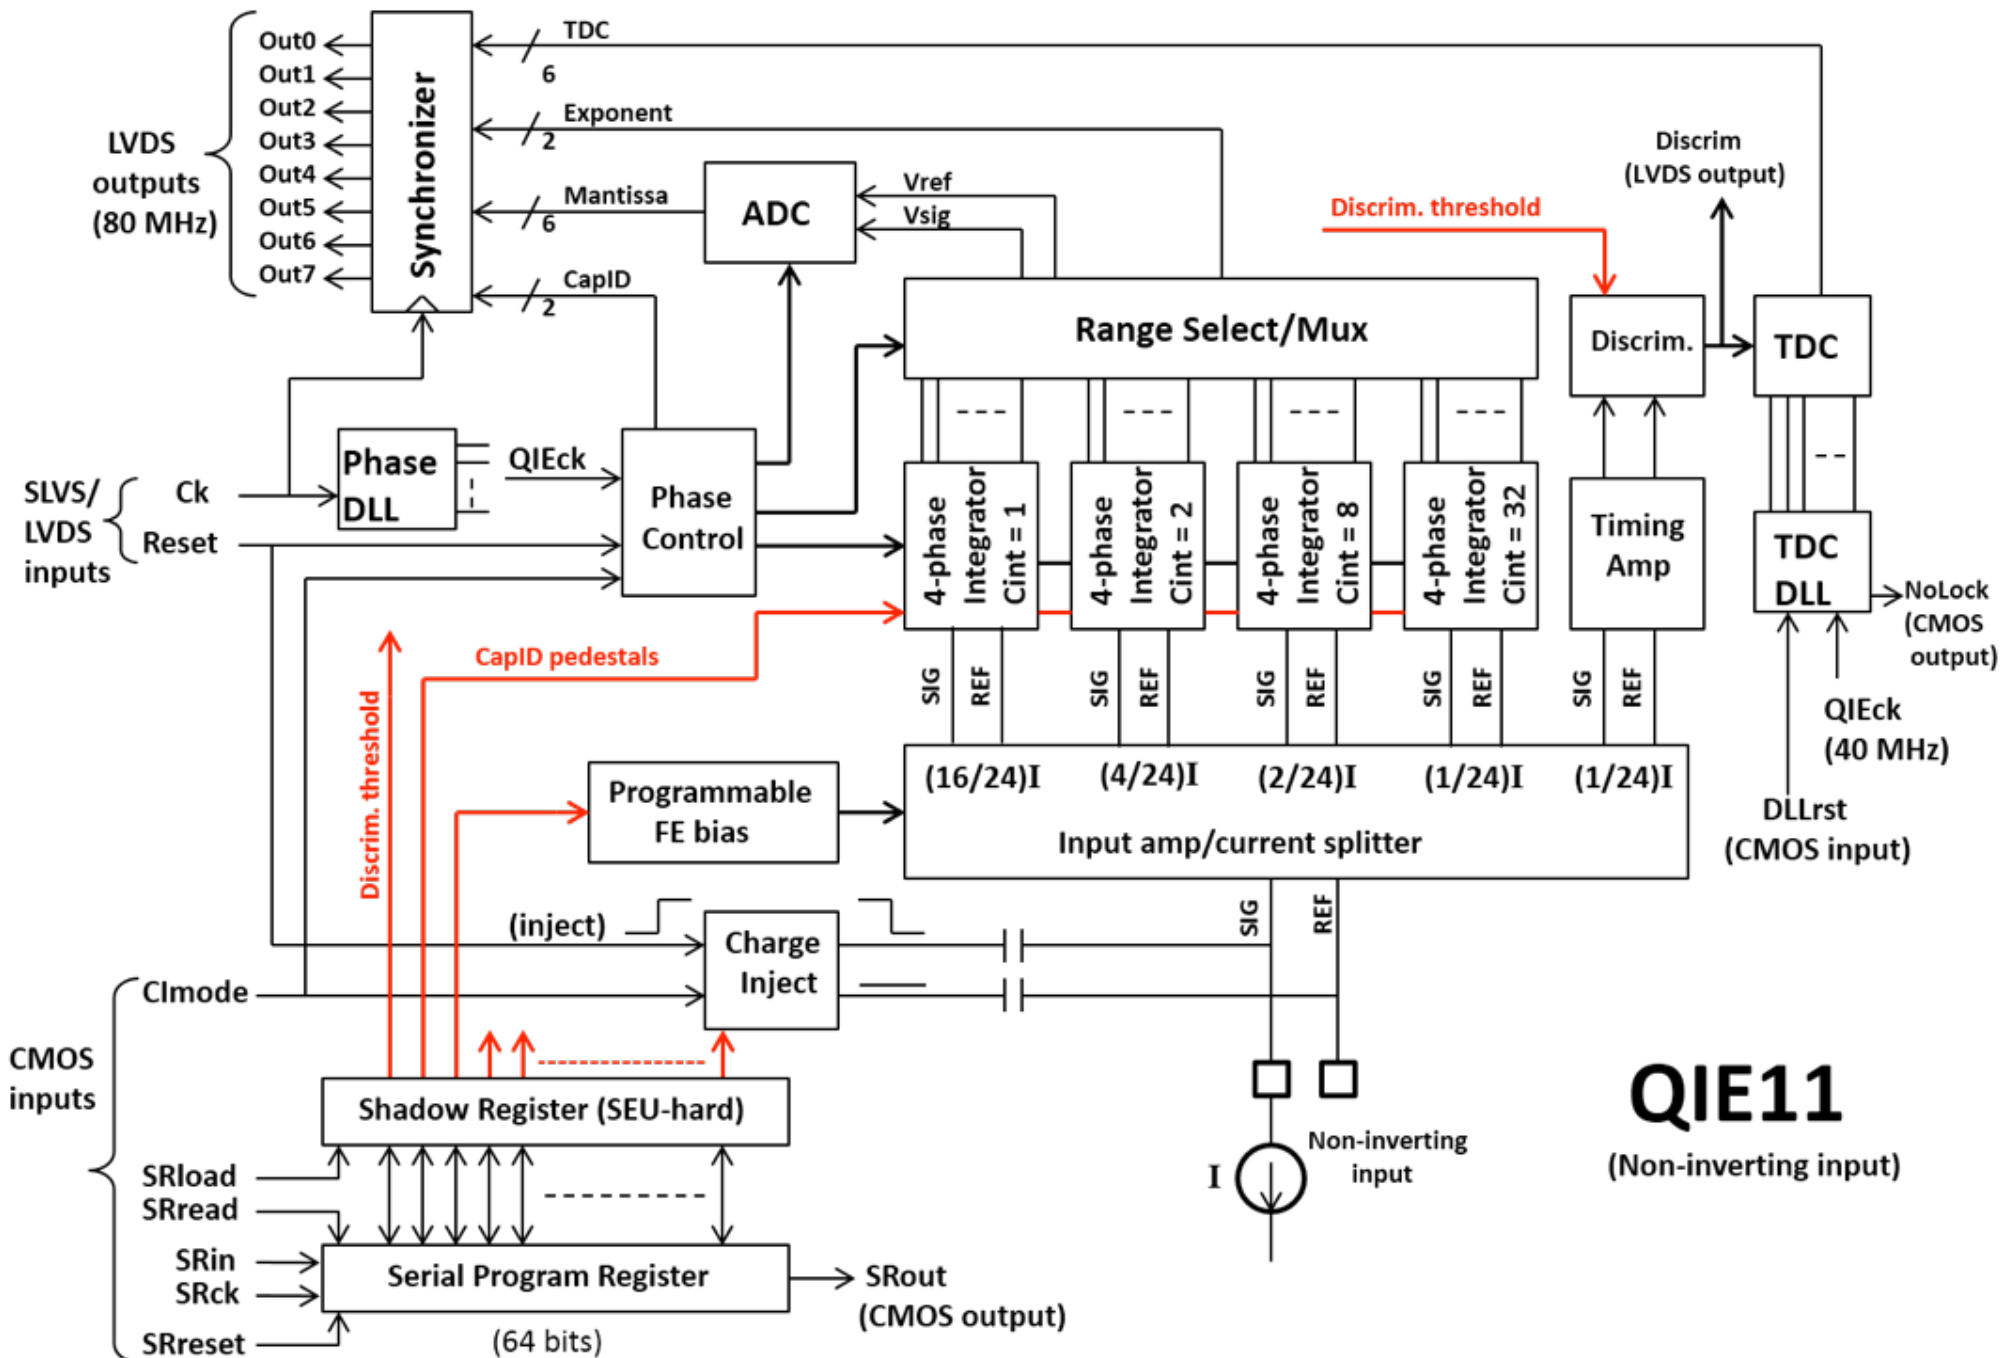 TDC
6
Out0
Out1
Out2
Out3
Out4
Out5
Out6
Out7
LVDS
outputs
(80 MHz)
Synchronizer
Exponent
2
Mantissa
6
CapID
2
ADC
Vref
Vsig
Discrim
(LVDS output)
Discrim. threshold
Range Select/Mux
Discrim.
TDC
SLVS/
LVDS
inputs
Ck
Reset
Phase
DLL
QIEck
Phase
Control
4-phase
Integrator
Cint = 1
4-phase
Integrator
Cint = 2
4-phase
Integrator
Cint = 8
4-phase
Integrator
Cint = 32
Timing
Amp
TDC
DLL
NoLock
(CMOS
output)
CapID pedestals
Discrim. threshold
SIG
REF
SIG
REF
SIG
REF
SIG
REF
SIG
REF
QIEck
(40 MHz)
DLLrst
(CMOS input)
Programmable
FE bias
(16/24)I
(4/24)I
(2/24)I
(1/24)I
(1/24)I
Input amp/current splitter
SIG
REF
(inject)
Charge
Inject
CImode
CMOS
inputs
Shadow Register (SEU-hard)
SRload
SRread
SRin
SRck
SRreset
Serial Program Register
(64 bits)
SRout
(CMOS output)
I
Non-inverting
input
QIE11
(Non-inverting input)